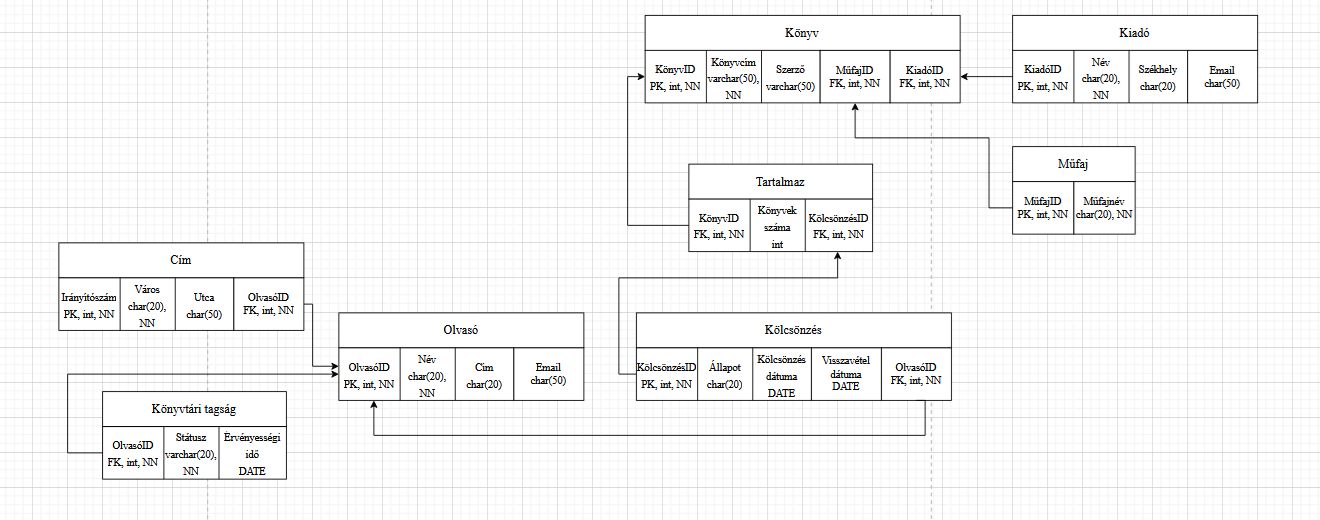 Könyv
KönyvID
PK, int, NN
Könyvcím
varchar(50),
NN
Szerző
varchar(50)
MűfajID
FK, int, NN
KiadóID
FK, int, NN
Kiadó
KiadóID
PK, int, NN
Név
char(20),
NN
Székhely
char(20)
Email
char(50)
Műfaj
MűfajID
PK, int, NN
Műfajnév
char(20), NN
Tartalmaz
KönyvID
FK, int, NN
Könyvek
száma
int
KölcsönzésID
FK, int, NN
Cím
Irányítószám
PK, int, NN
Város
char(20),
NN
Utca
char(50)
OlvasóID
FK, int, NN
Olvasó
OlvasóID
PK, int, NN
Név
char(20),
NN
Cím
char(20)
Email
char(50)
Kölcsönzés
KölcsönzésID
PK, int, NN
Állapot
char(20)
Kölcsönzés
dátuma
DATE
Visszavétel
dátuma
DATE
OlvasóID
FK, int, NN
Könyvtári tagság
OlvasóID
FK, int, NN
Státusz
varchar(20),
NN
Érvényességi
idő
DATE